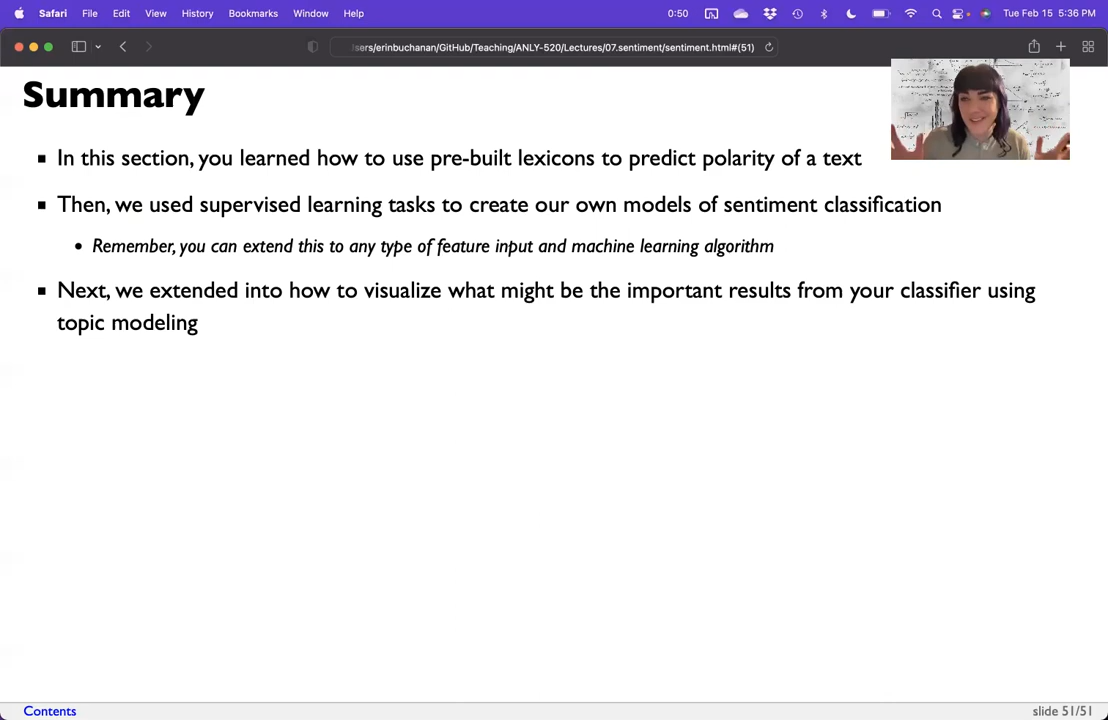 Safari File Edit View History Bookmarks Window Help 0:50 Tue Feb 15 5:36 PM
sers/erinbuchanan/GitHub/Teaching/ANLY-520/Lectures/07.sentiment/sentiment.html#(51)
Summary
In this section, you learned how to use pre-built lexicons to predict polarity of a text
Then, we used supervised learning tasks to create our own models of sentiment classification
Remember, you can extend this to any type of feature input and machine learning algorithm
Next, we extended into how to visualize what might be the important results from your classifier using
topic modeling
Contents slide 51/51